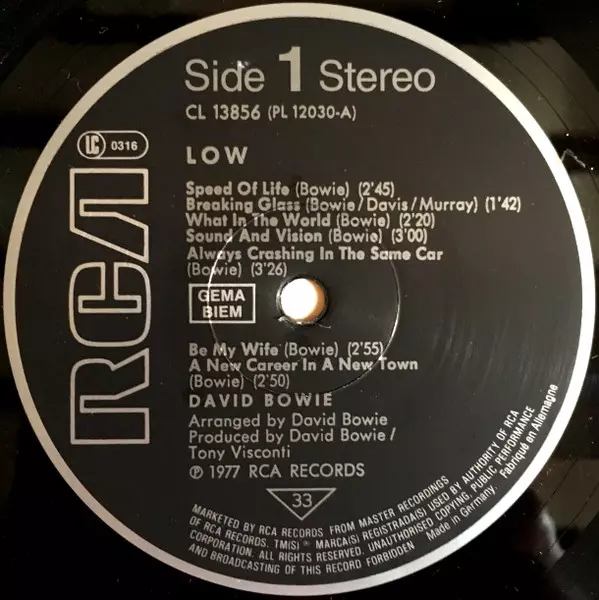 Side 1 Stereo
CL 13856 (PL 12030-A)
LC 0316
RCA
LOW
Speed Of Life (Bowie) (2'45)
Breaking Glass (Bowie/Davis/Murray) (1'42)
What In The World (Bowie) (2'20)
Sound And Vision (Bowie) (3'00)
Always Crashing In The Same Car
(Bowie) (3'26)
GEMA
BIEM
Be My Wife (Bowie) (2'55)
A New Career In A New Town
(Bowie) (2'50)
DAVID BOWIE
Arranged by David Bowie
Produced by David Bowie/
Tony Visconti
℗ 1977 RCA RECORDS
33
MARKETED BY RCA RECORDS FROM MASTER RECORDINGS
OF RCA RECORDS. TM(S)® MARCA(S) REGISTRADA(S) USED BY AUTHORITY OF RCA
CORPORATION. ALL RIGHTS RESERVED. UNAUTHORISED COPYING, PUBLIC PERFORMANCE
AND BROADCASTING OF THIS RECORD FORBIDDEN Made in Germany. Fabriqué en Allemagne